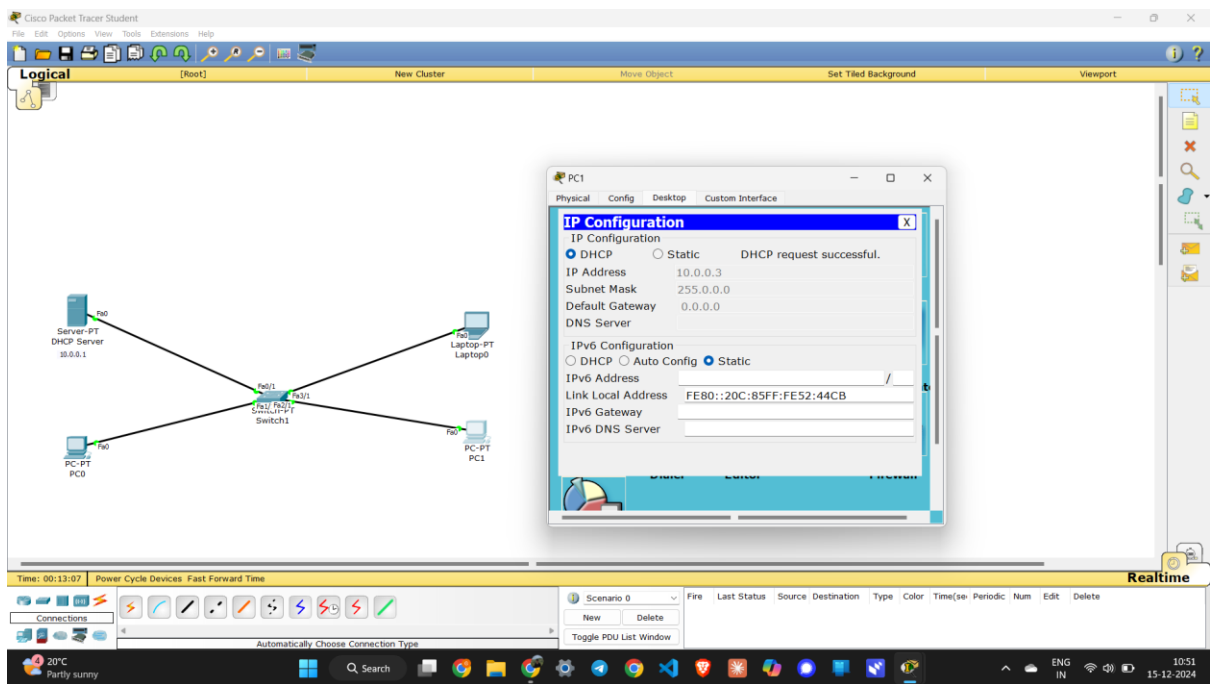 Cisco Packet Tracer Student
File Edit Options View Tools Extensions Help
Logical [Root] New Cluster Move Object Set Tiled Background Viewport
PC1
Physical Config Desktop Custom Interface
IP Configuration X
IP Configuration
DHCP Static DHCP request successful.
IP Address 10.0.0.3
Subnet Mask 255.0.0.0
Default Gateway 0.0.0.0
DNS Server
IPv6 Configuration
DHCP Auto Config Static
IPv6 Address /
Link Local Address FE80::20C:85FF:FE52:44CB
IPv6 Gateway
IPv6 DNS Server
Fa0
Server-PT
DHCP Server
10.0.0.1
Fa0
Laptop-PT
Laptop0
Fa0/1
Fa3/1
Fa1/ Fa2/1
Switch-PT
Switch1
Fa0
PC-PT
PC0
Fa0
PC-PT
PC1
Time: 00:13:07 Power Cycle Devices Fast Forward Time Realtime
Connections
Automatically Choose Connection Type
Scenario 0
New Delete
Toggle PDU List Window
Fire Last Status Source Destination Type Color Time(sec Periodic Num Edit Delete
4 20°C
Partly sunny
Search
ENG
IN
10:51
15-12-2024